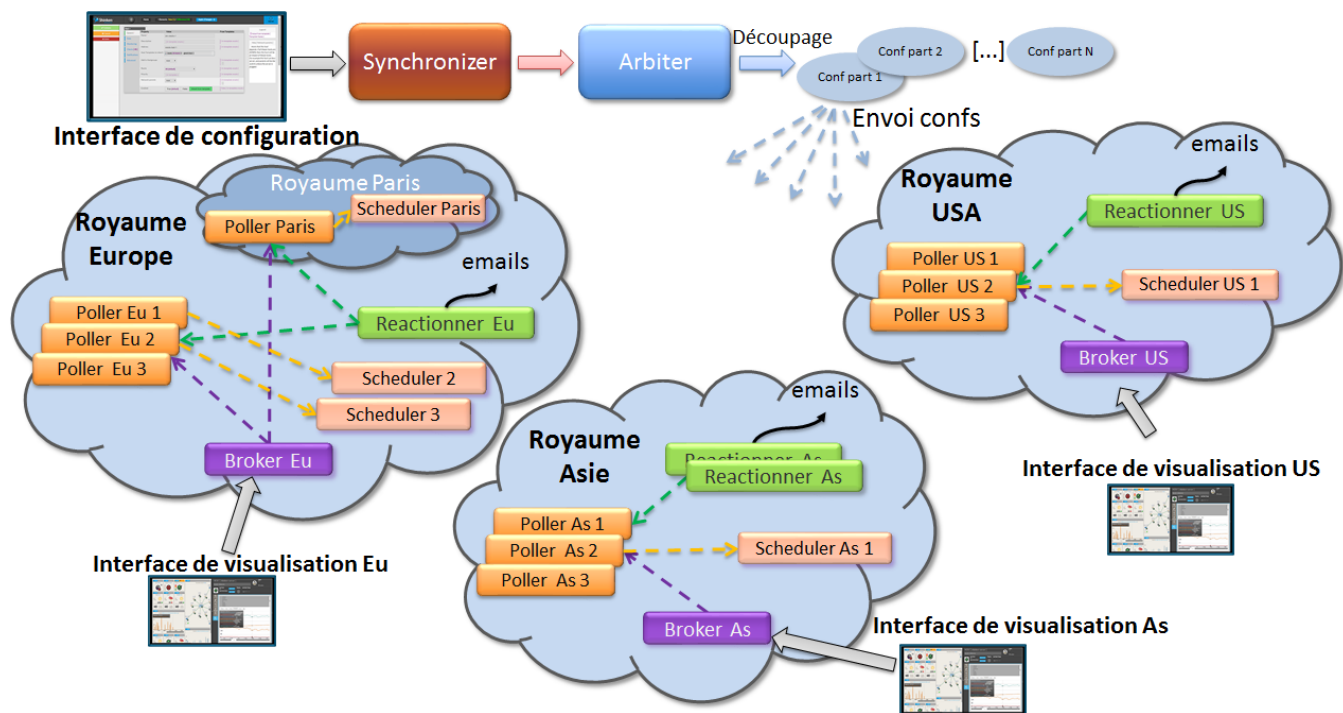 Synchronizer
Arbiter
Découpage
Conf part 1
Conf part 2
[...]
Conf part N
Interface de configuration
Envoi confs
Royaume Europe
Royaume Paris
Poller Paris
Scheduler Paris
emails
Poller Eu 1
Poller Eu 2
Poller Eu 3
Reactionner Eu
Scheduler 2
Scheduler 3
Broker Eu
Interface de visualisation Eu
Royaume
USA
emails
Reactionner US
Poller US 1
Poller US 2
Poller US 3
Scheduler US 1
Broker US
Interface de visualisation US
Royaume
Asie
emails
Reactionner As
Reactionner As
Poller As 1
Poller As 2
Poller As 3
Scheduler As 1
Broker As
Interface de visualisation As